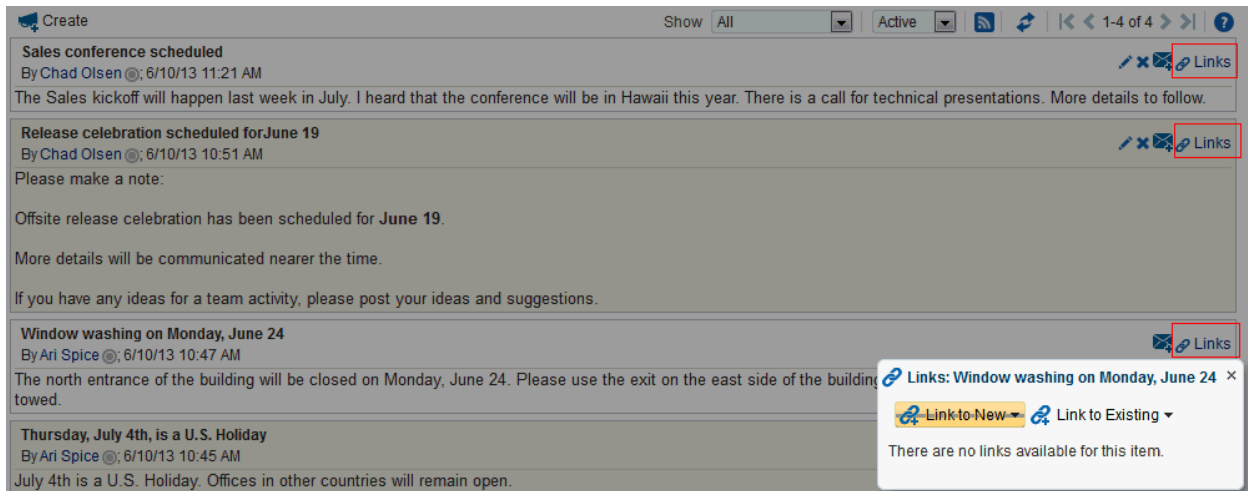 Create Show All Active 1-4 of 4
Sales conference scheduled
By Chad Olsen; 6/10/13 11:21 AM
Links
The Sales kickoff will happen last week in July. I heard that the conference will be in Hawaii this year. There is a call for technical presentations. More details to follow.
Release celebration scheduled forJune 19
By Chad Olsen; 6/10/13 10:51 AM
Links
Please make a note:
Offsite release celebration has been scheduled for June 19.
More details will be communicated nearer the time.
If you have any ideas for a team activity, please post your ideas and suggestions.
Window washing on Monday, June 24
By Ari Spice; 6/10/13 10:47 AM
Links
The north entrance of the building will be closed on Monday, June 24. Please use the exit on the east side of the building
towed.
Links: Window washing on Monday, June 24 ×
Link to New Link to Existing
There are no links available for this item.
Thursday, July 4th, is a U.S. Holiday
By Ari Spice; 6/10/13 10:45 AM
July 4th is a U.S. Holiday. Offices in other countries will remain open.